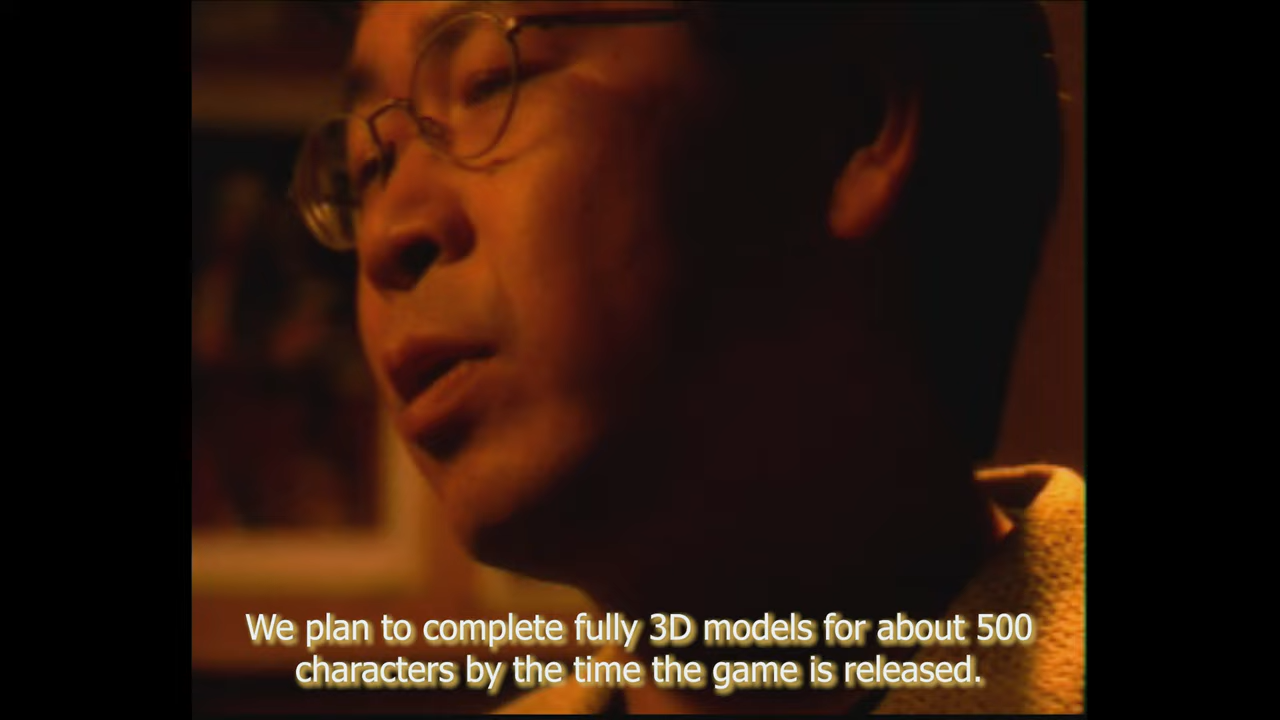 We plan to complete fully 3D models for about 500
characters by the time the game is released.